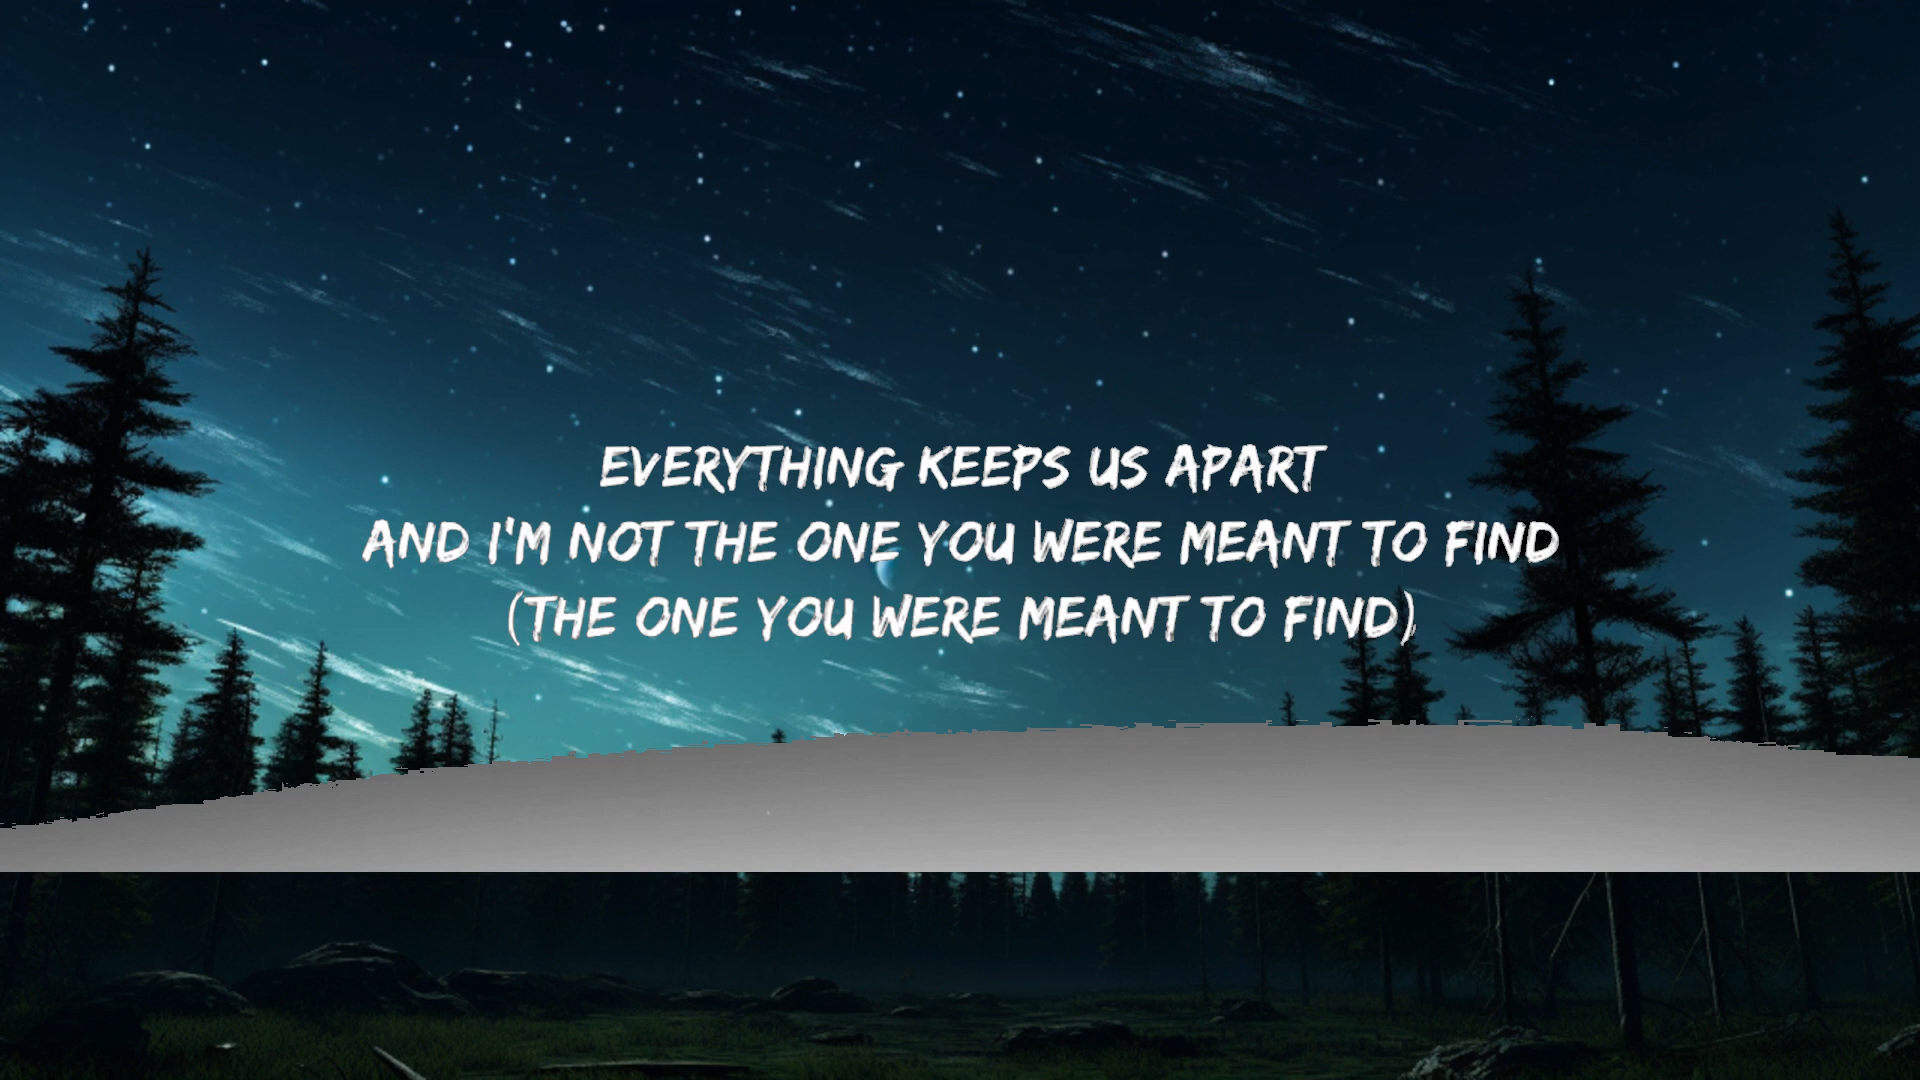 EVERYTHING KEEPS US APART
AND I'M NOT THE ONE YOU WERE MEANT TO FIND
(THE ONE YOU WERE MEANT TO FIND)